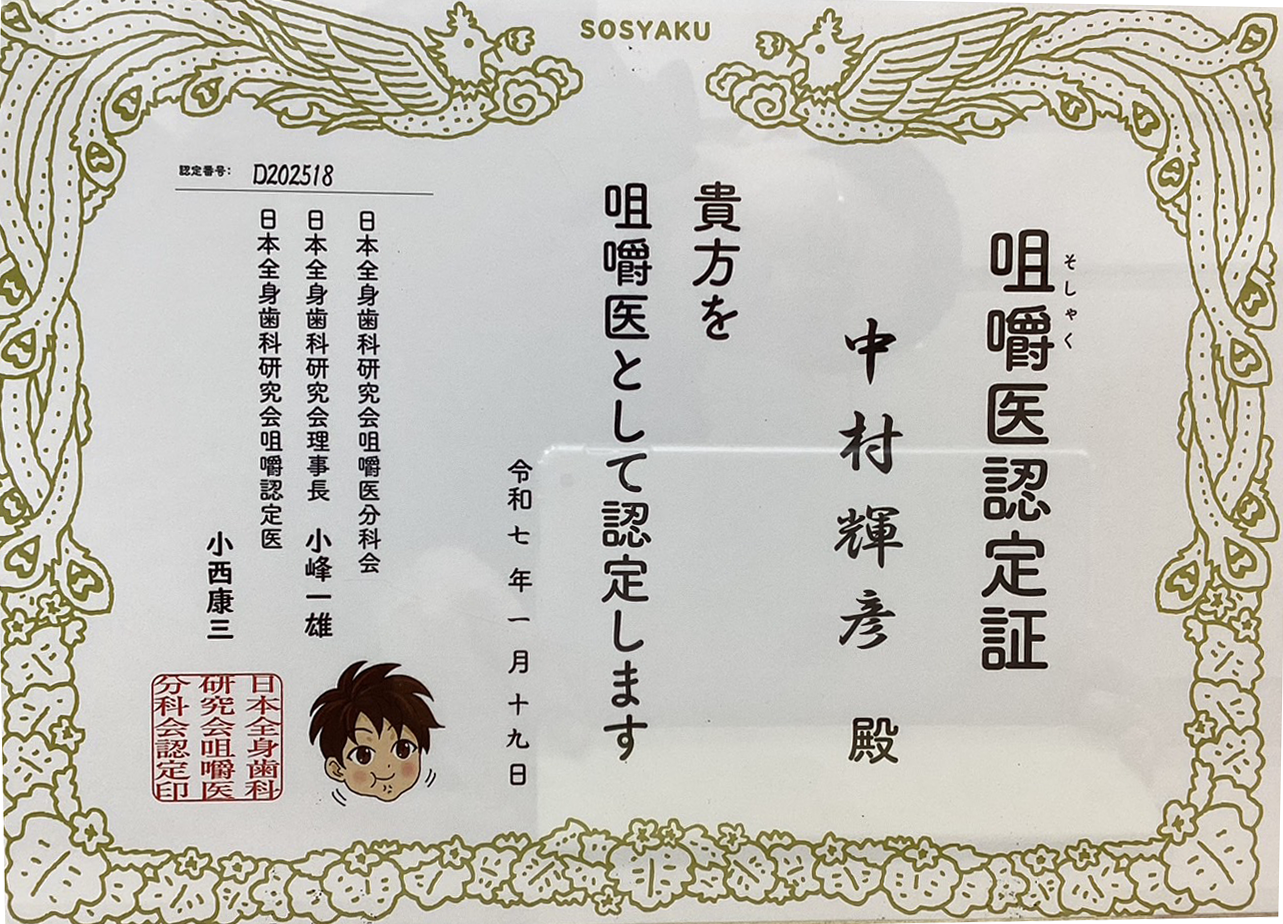 SOSYAKU
咀嚼医認定証
そしゃく
中村輝彦 殿
貴方を
咀嚼医として認定します
令和七年一月十九日
日本全身歯科研究会咀嚼医分科会
日本全身歯科研究会理事長 小峰一雄
日本全身歯科研究会咀嚼認定医
小西康三
認定番号: D202518
日本全身歯科
研究会咀嚼医
分科会認定印